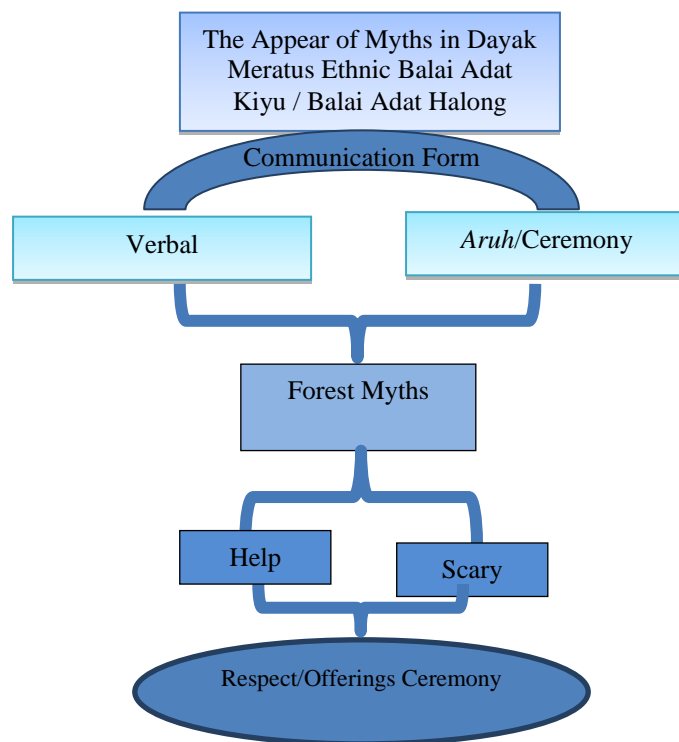 The Appear of Myths in Dayak
Meratus Ethnic Balai Adat
Kiyu / Balai Adat Halong
Communication Form
Verbal
Aruh/Ceremony
Forest Myths
Help
Scary
Respect/Offerings Ceremony